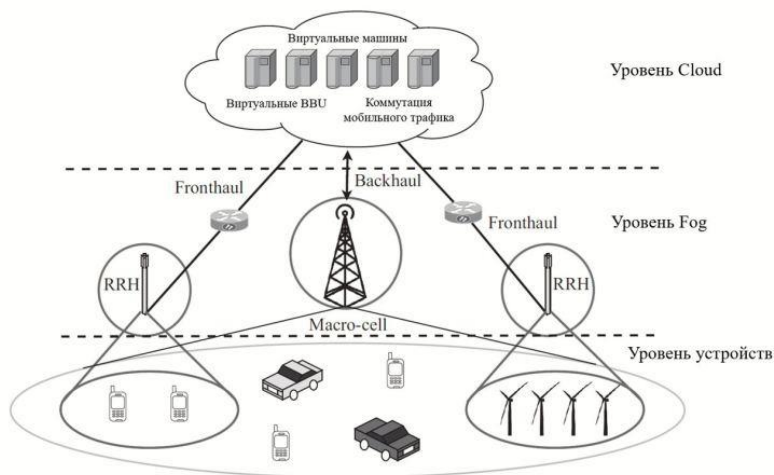 Виртуальные машины
Уровень Cloud
Виртуальные BBU
Коммутация
мобильного трафика
Fronthaul
Backhaul
Fronthaul
Уровень Fog
RRH
RRH
Macro-cell
Уровень устройств